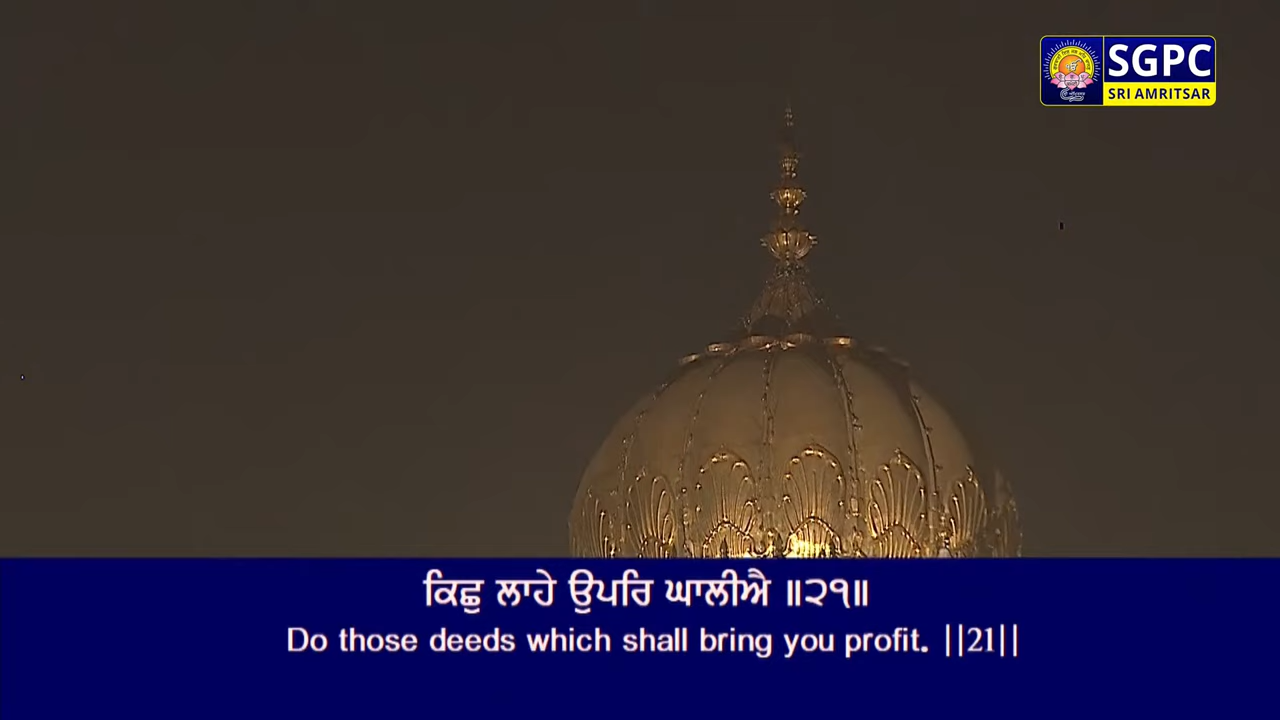 SGPC
SRI AMRITSAR
ਕਿਛੁ ਲਾਹੇ ਉਪਰਿ ਘਾਲੀਐ ॥੨੧॥
Do those deeds which shall bring you profit. ||21||